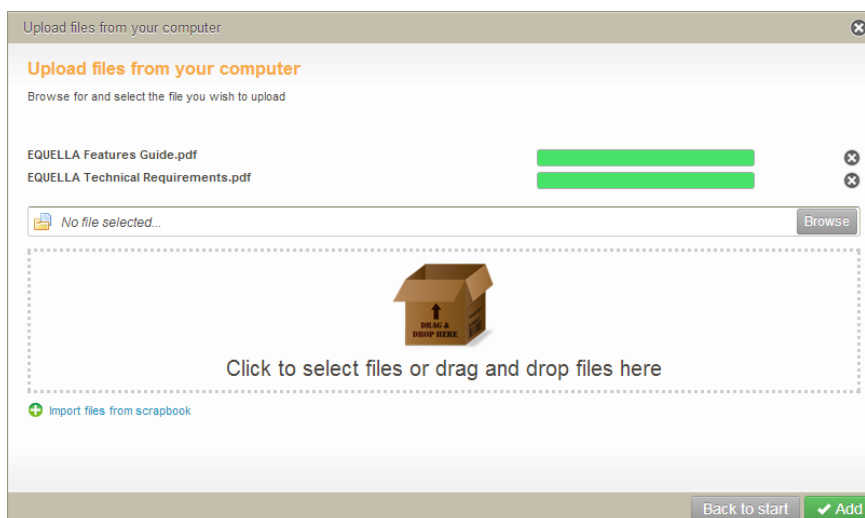 Upload files from your computer
Upload files from your computer
Browse for and select the file you wish to upload
EQUELLA Features Guide.pdf
EQUELLA Technical Requirements.pdf
No file selected...
Browse
DRAG &
DROP HERE
Click to select files or drag and drop files here
Import files from scrapbook
Back to start
Add